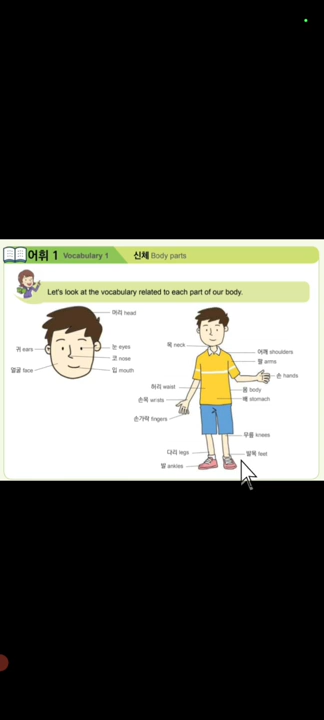 어휘 1 Vocabulary 1 신체 Body parts
Let's look at the vocabulary related to each part of our body.
머리 head
귀 ears
눈 eyes
코 nose
얼굴 face
입 mouth
목 neck
어깨 shoulders
팔 arms
손 hands
허리 waist
몸 body
손목 wrists
배 stomach
손가락 fingers
무릎 knees
다리 legs
발목 feet
발 ankles